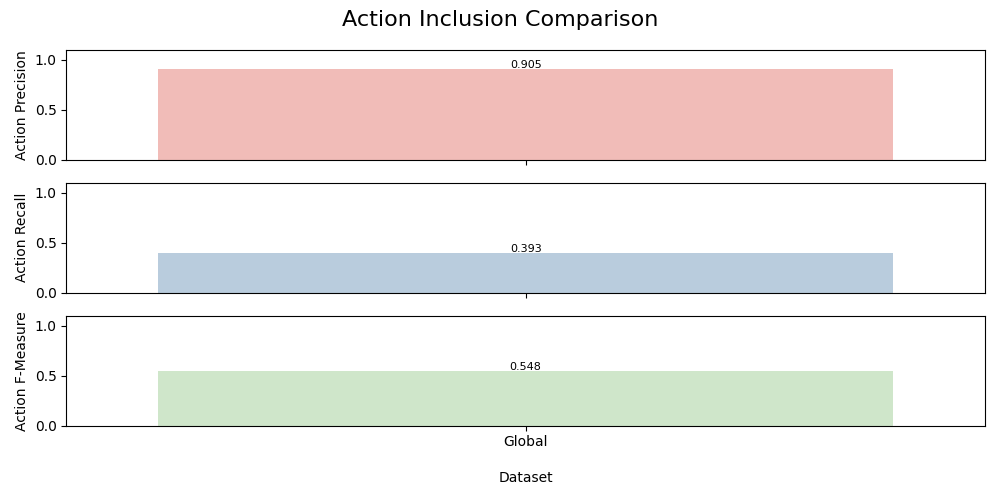 Action Inclusion Comparison
Action Precision
1.0
0.5
0.0
0.905
Action Recall
1.0
0.5
0.0
0.393
Action F-Measure
1.0
0.5
0.0
0.548
Global
Dataset